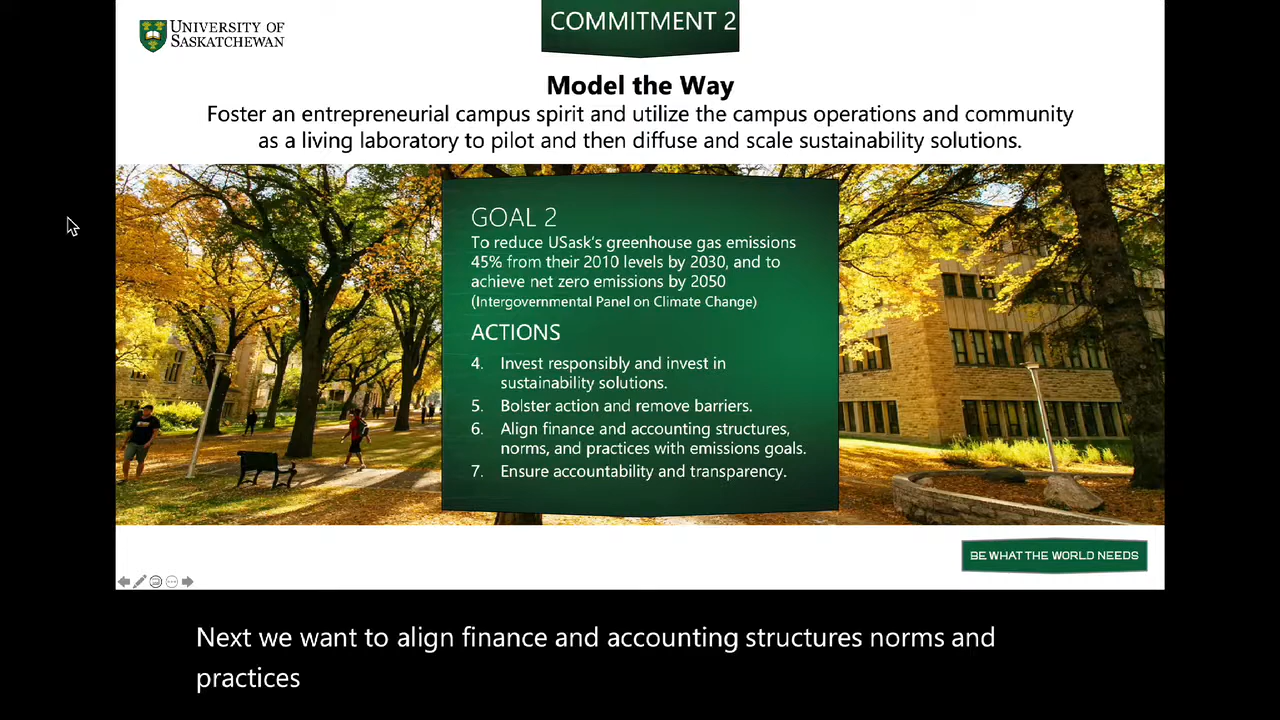 UNIVERSITY OF
SASKATCHEWAN
COMMITMENT 2
Model the Way
Foster an entrepreneurial campus spirit and utilize the campus operations and community
as a living laboratory to pilot and then diffuse and scale sustainability solutions.
GOAL 2
To reduce USask's greenhouse gas emissions
45% from their 2010 levels by 2030, and to
achieve net zero emissions by 2050
(Intergovernmental Panel on Climate Change)
ACTIONS
4. Invest responsibly and invest in
sustainability solutions.
5. Bolster action and remove barriers.
6. Align finance and accounting structures,
norms, and practices with emissions goals.
7. Ensure accountability and transparency.
BE WHAT THE WORLD NEEDS
Next we want to align finance and accounting structures norms and
practices